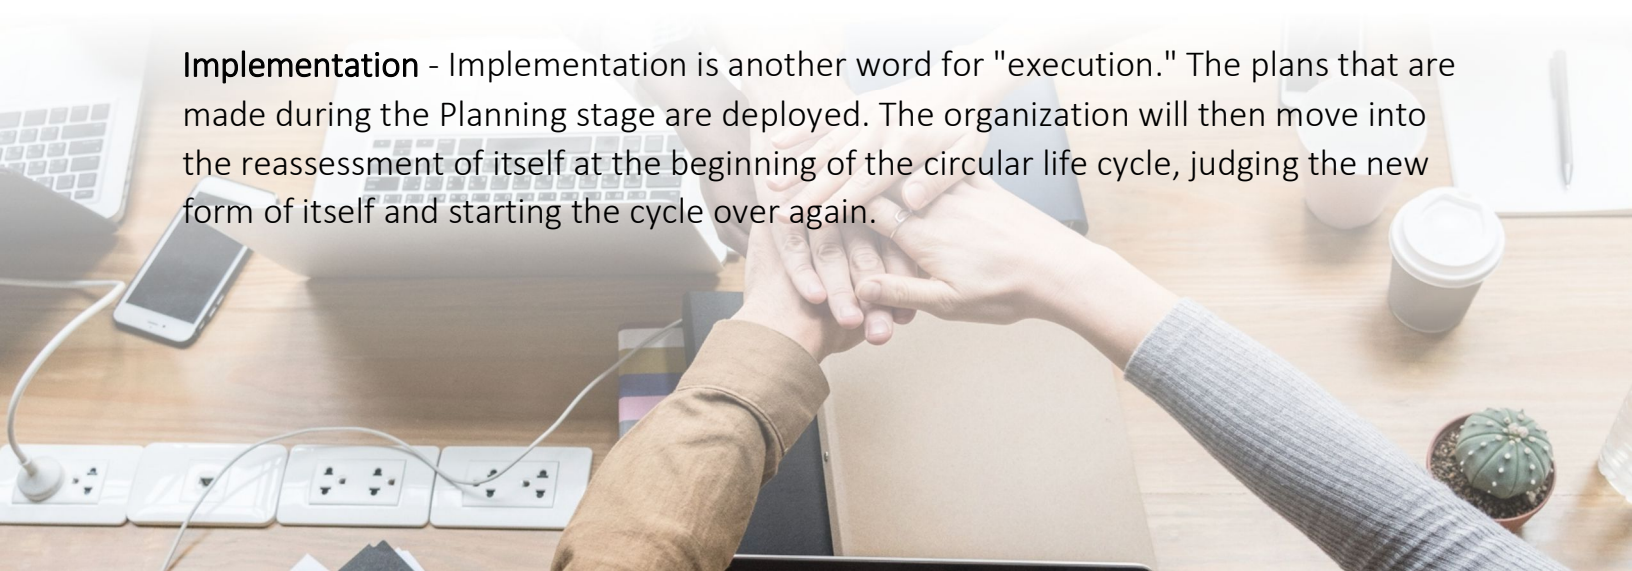 Implementation - Implementation is another word for "execution." The plans that are
made during the Planning stage are deployed. The organization will then move into
the reassessment of itself at the beginning of the circular life cycle, judging the new
form of itself and starting the cycle over again.